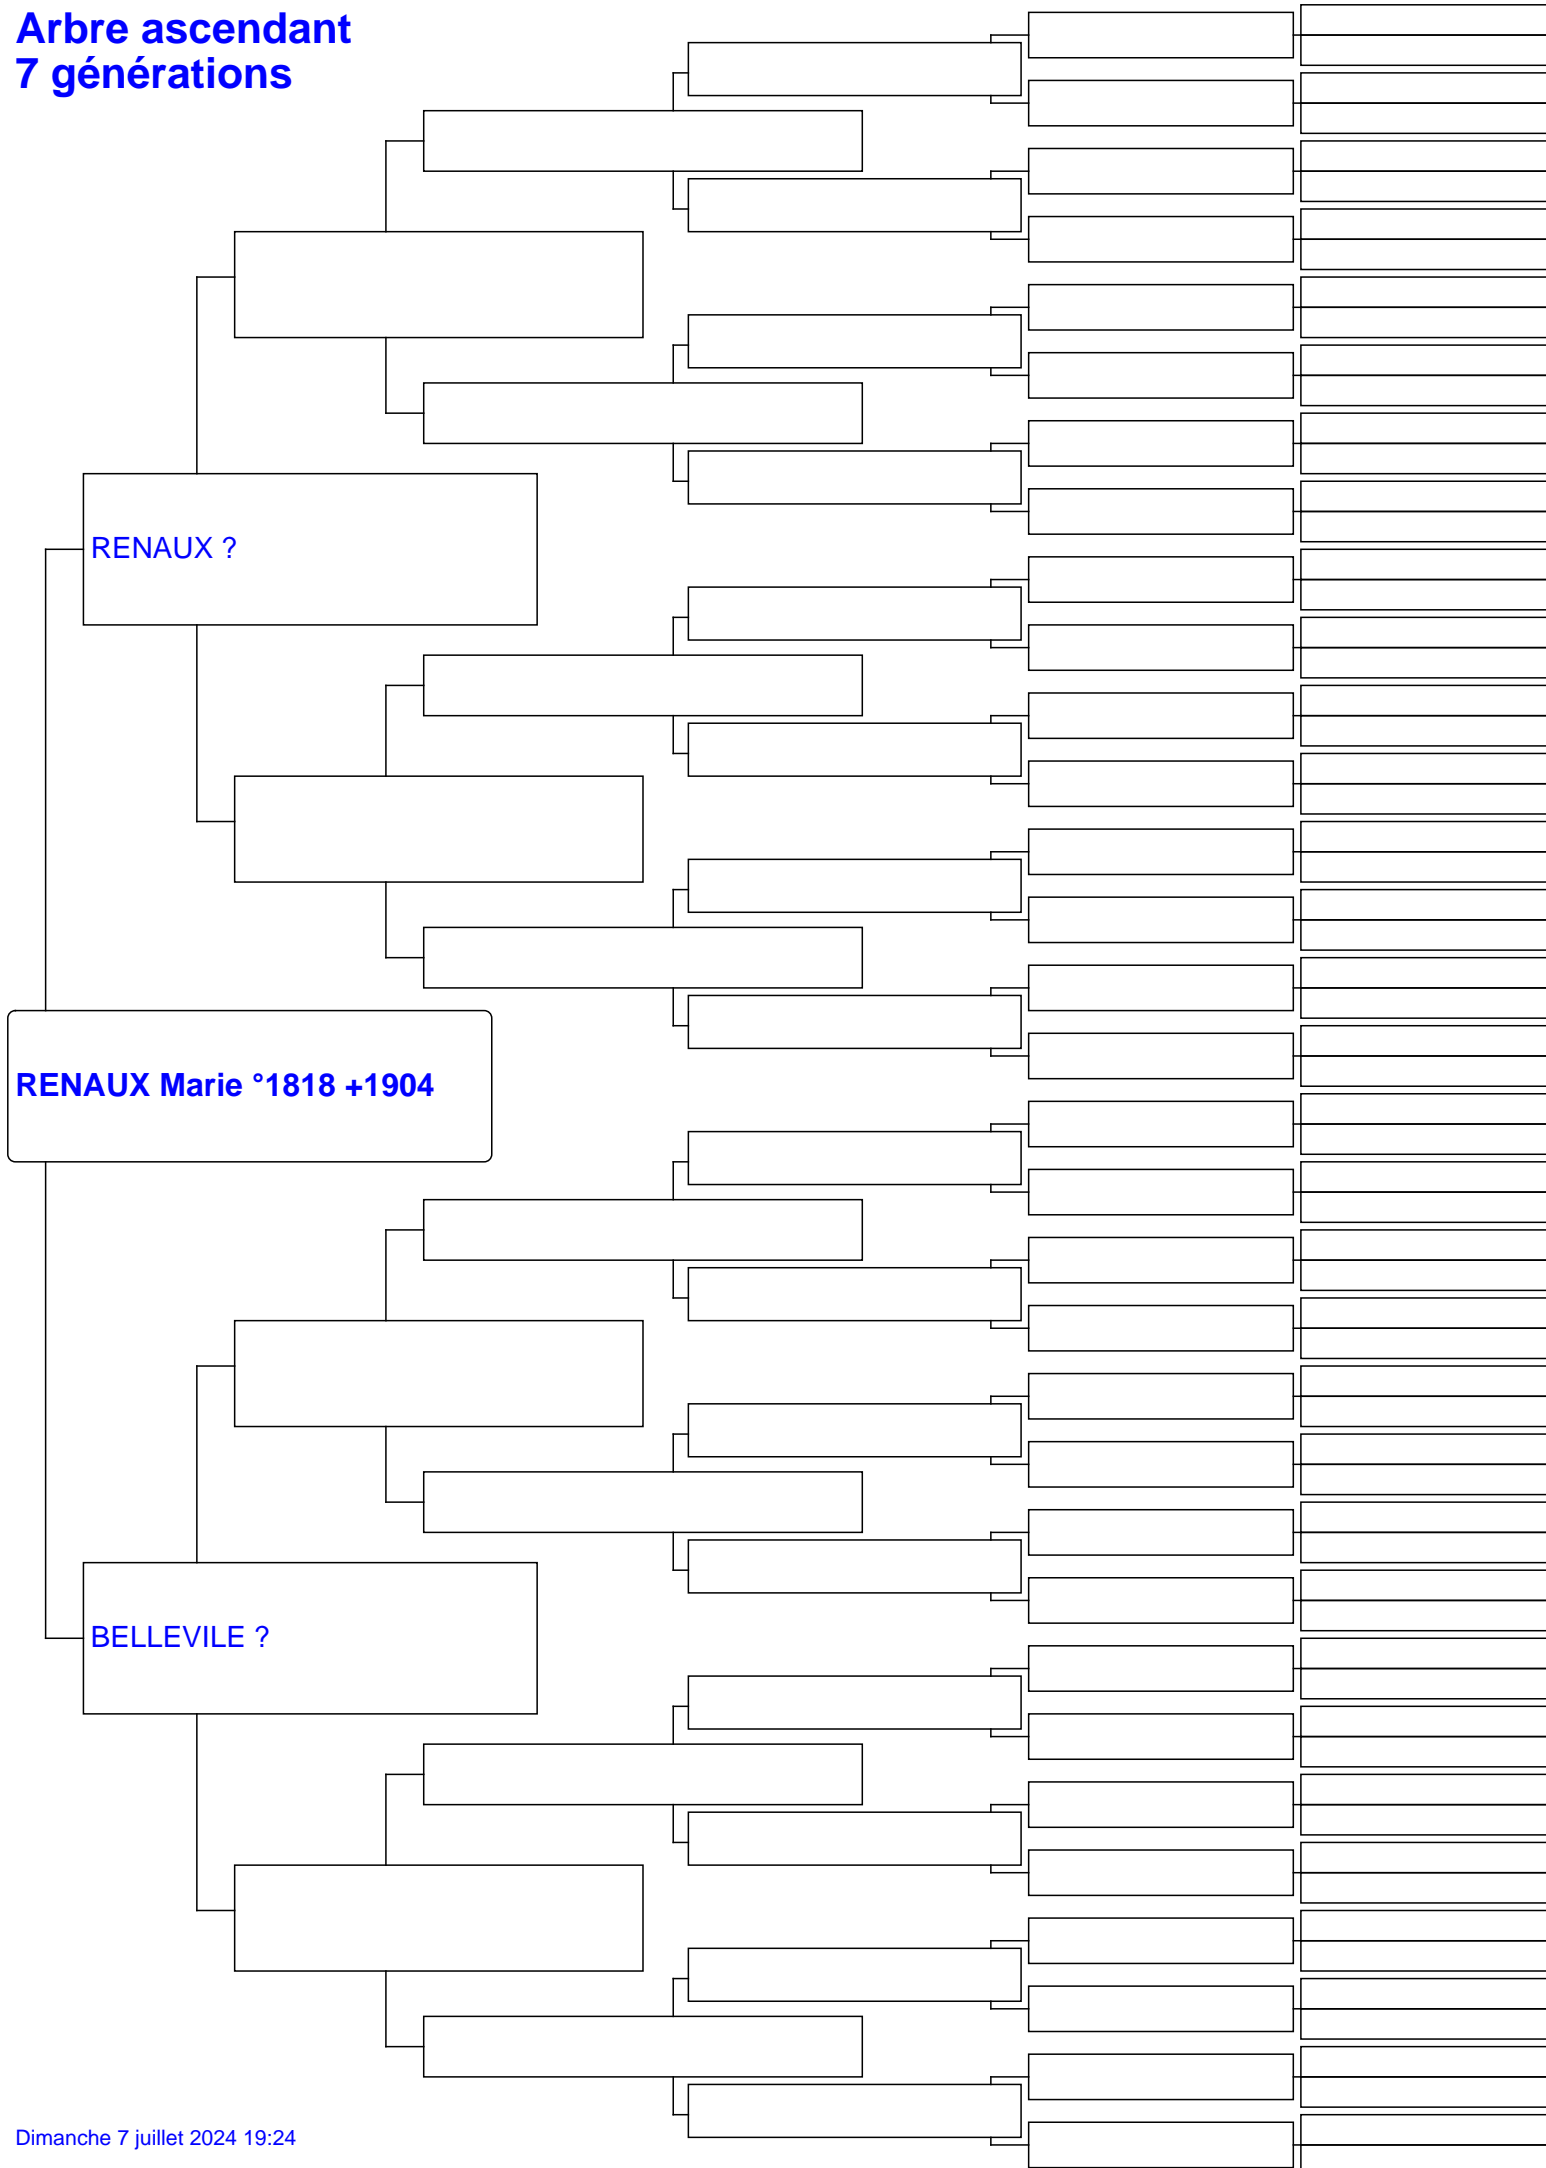 Arbre ascendant
7 générations
RENAUX ?
RENAUX Marie °1818 +1904
BELLEVILE ?
Dimanche 7 juillet 2024 19:24